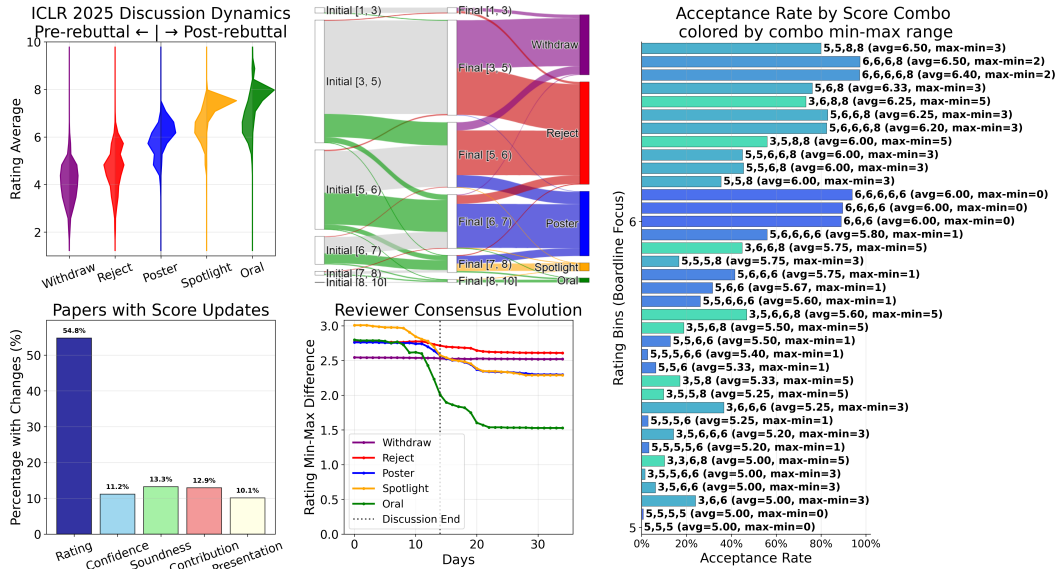 ICLR 2025 Discussion Dynamics
Pre-rebuttal ← | → Post-rebuttal
Rating Average
10
8
6
4
2
Withdraw
Reject
Poster
Spotlight
Oral
Initial [1, 3)
Initial [3, 5)
Initial [5, 6)
Initial [6, 7)
Initial [7, 8)
Initial [8, 10]
Final [1, 3)
Final [3, 5)
Final [5, 6)
Final [6, 7)
Final [7, 8)
Final [8, 10]
Withdraw
Reject
Poster
Spotlight
Oral
Papers with Score Updates
Percentage with Changes (%)
50
40
30
20
10
0
54.8%
11.2%
13.3%
12.9%
10.1%
Rating
Confidence
Soundness
Contribution
Presentation
Reviewer Consensus Evolution
Rating Min-Max Difference
3.0
2.5
2.0
1.5
1.0
0.5
0.0
Withdraw
Reject
Poster
Spotlight
Oral
Discussion End
0
10
20
30
Days
Acceptance Rate by Score Combo
colored by combo min-max range
Rating Bins (Boardline Focus)
6
5
5,5,8,8 (avg=6.50, max-min=3)
6,6,6,8 (avg=6.50, max-min=2)
6,6,6,6,8 (avg=6.40, max-min=2)
5,6,8 (avg=6.33, max-min=3)
3,6,8,8 (avg=6.25, max-min=5)
5,6,6,8 (avg=6.25, max-min=3)
5,6,6,6,8 (avg=6.20, max-min=3)
3,5,8,8 (avg=6.00, max-min=5)
5,5,6,6,8 (avg=6.00, max-min=3)
5,5,6,8 (avg=6.00, max-min=3)
5,5,8 (avg=6.00, max-min=3)
6,6,6,6,6 (avg=6.00, max-min=0)
6,6,6,6 (avg=6.00, max-min=0)
6,6,6 (avg=6.00, max-min=0)
5,6,6,6,6 (avg=5.80, max-min=1)
3,6,6,8 (avg=5.75, max-min=5)
5,5,5,8 (avg=5.75, max-min=3)
5,6,6,6 (avg=5.75, max-min=1)
5,6,6 (avg=5.67, max-min=1)
5,5,6,6,6 (avg=5.60, max-min=1)
3,5,6,6,8 (avg=5.60, max-min=5)
3,5,6,8 (avg=5.50, max-min=5)
5,5,6,6 (avg=5.50, max-min=1)
5,5,5,6,6 (avg=5.40, max-min=1)
5,5,6 (avg=5.33, max-min=1)
3,5,8 (avg=5.33, max-min=5)
3,5,5,8 (avg=5.25, max-min=5)
3,6,6,6 (avg=5.25, max-min=3)
5,5,5,6 (avg=5.25, max-min=1)
3,5,6,6,6 (avg=5.20, max-min=3)
5,5,5,5,6 (avg=5.20, max-min=1)
3,3,6,8 (avg=5.00, max-min=5)
3,5,5,6,6 (avg=5.00, max-min=3)
3,5,6,6 (avg=5.00, max-min=3)
3,6,6 (avg=5.00, max-min=3)
5,5,5,5 (avg=5.00, max-min=0)
5,5,5 (avg=5.00, max-min=0)
0%
20%
40%
60%
80%
100%
Acceptance Rate